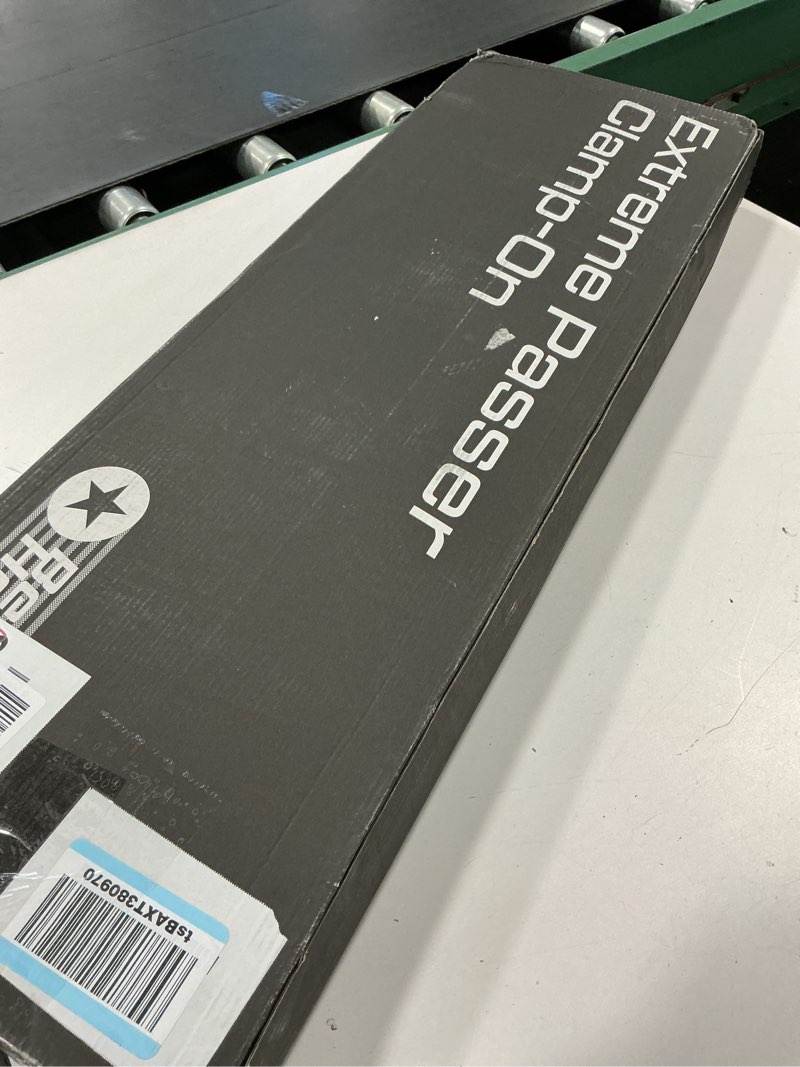 Extreme Passer
Clamp-On
tsBAXT380970